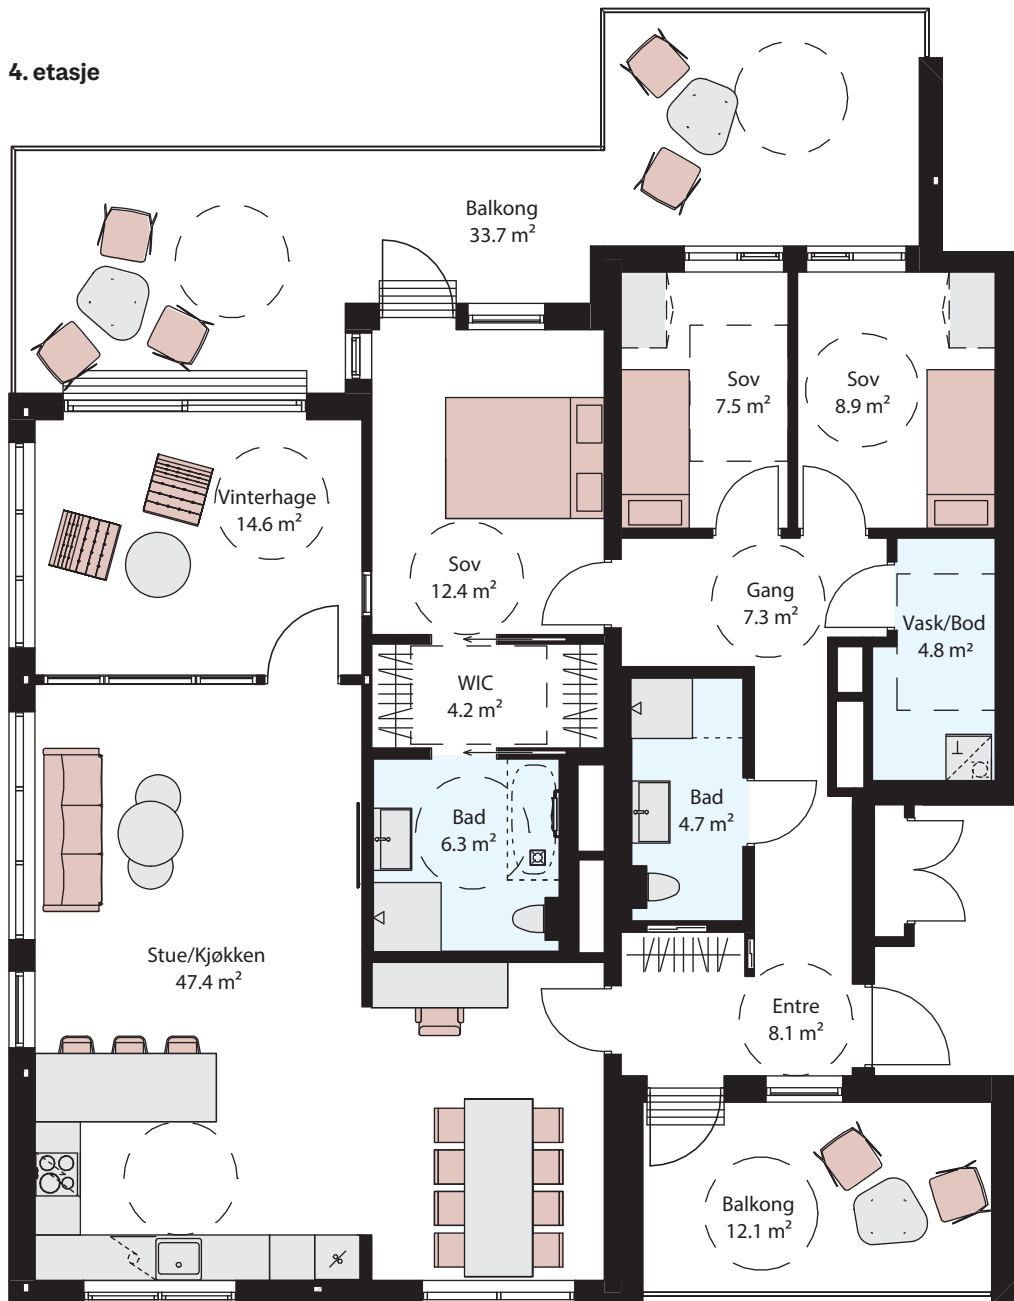 4. etasje
Balkong
33.7 m²
Sov
7.5 m²
Sov
8.9 m²
Vinterhage
14.6 m²
Sov
12.4 m²
Gang
7.3 m²
Vask/Bod
4.8 m²
WIC
4.2 m²
Bad
6.3 m²
Bad
4.7 m²
Stue/Kjøkken
47.4 m²
Entre
8.1 m²
Balkong
12.1 m²